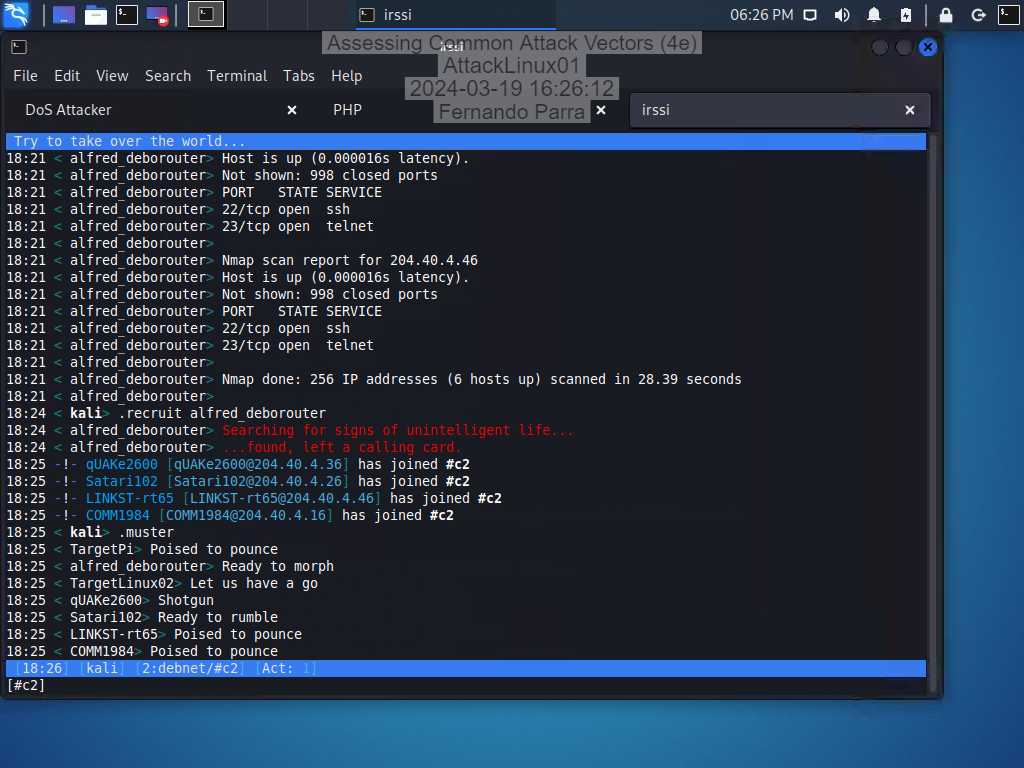 irssi
06:26 PM
Assessing Common Attack Vectors (4e)
AttackLinux01
2024-03-19 16:26:12
Fernando Parra
File Edit View Search Terminal Tabs Help
DoS Attacker
PHP
irssi
Try to take over the world...
18:21 < alfred_deborouter> Host is up (0.000016s latency).
18:21 < alfred_deborouter> Not shown: 998 closed ports
18:21 < alfred_deborouter> PORT   STATE SERVICE
18:21 < alfred_deborouter> 22/tcp open  ssh
18:21 < alfred_deborouter> 23/tcp open  telnet
18:21 < alfred_deborouter>
18:21 < alfred_deborouter> Nmap scan report for 204.40.4.46
18:21 < alfred_deborouter> Host is up (0.000016s latency).
18:21 < alfred_deborouter> Not shown: 998 closed ports
18:21 < alfred_deborouter> PORT   STATE SERVICE
18:21 < alfred_deborouter> 22/tcp open  ssh
18:21 < alfred_deborouter> 23/tcp open  telnet
18:21 < alfred_deborouter>
18:21 < alfred_deborouter> Nmap done: 256 IP addresses (6 hosts up) scanned in 28.39 seconds
18:21 < alfred_deborouter>
18:24 < kali> .recruit alfred_deborouter
18:24 < alfred_deborouter> Searching for signs of unintelligent life...
18:24 < alfred_deborouter> ...found, left a calling card.
18:25 -!- qUAKe2600 [qUAKe2600@204.40.4.36] has joined #c2
18:25 -!- Satari102 [Satari102@204.40.4.26] has joined #c2
18:25 -!- LINKST-rt65 [LINKST-rt65@204.40.4.46] has joined #c2
18:25 -!- COMM1984 [COMM1984@204.40.4.16] has joined #c2
18:25 < kali> .muster
18:25 < TargetPi> Poised to pounce
18:25 < alfred_deborouter> Ready to morph
18:25 < TargetLinux02> Let us have a go
18:25 < qUAKe2600> Shotgun
18:25 < Satari102> Ready to rumble
18:25 < LINKST-rt65> Poised to pounce
18:25 < COMM1984> Poised to pounce
[18:26] [kali] [2:debnet/#c2] [Act: 1]
[#c2]